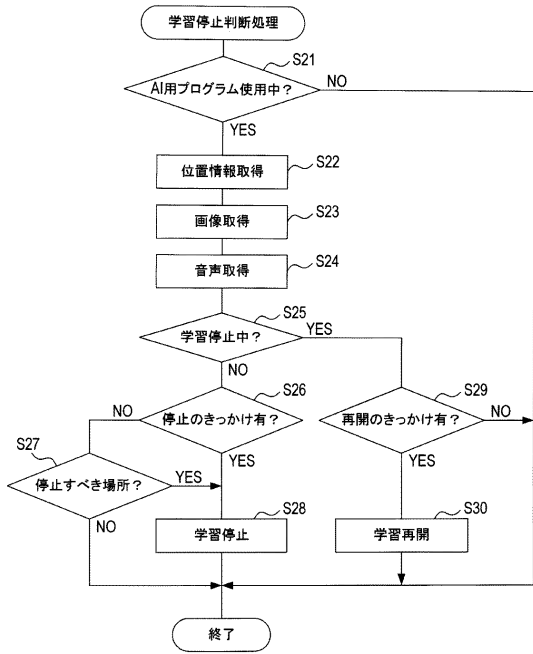 学習停止判断処理
S21
AI用プログラム使用中？
NO
YES
位置情報取得
S22
画像取得
S23
音声取得
S24
S25
学習停止中？
YES
NO
S26
停止のきっかけ有？
NO
YES
S29
再開のきっかけ有？
NO
YES
S27
停止すべき場所？
YES
NO
S28
学習停止
S30
学習再開
終了